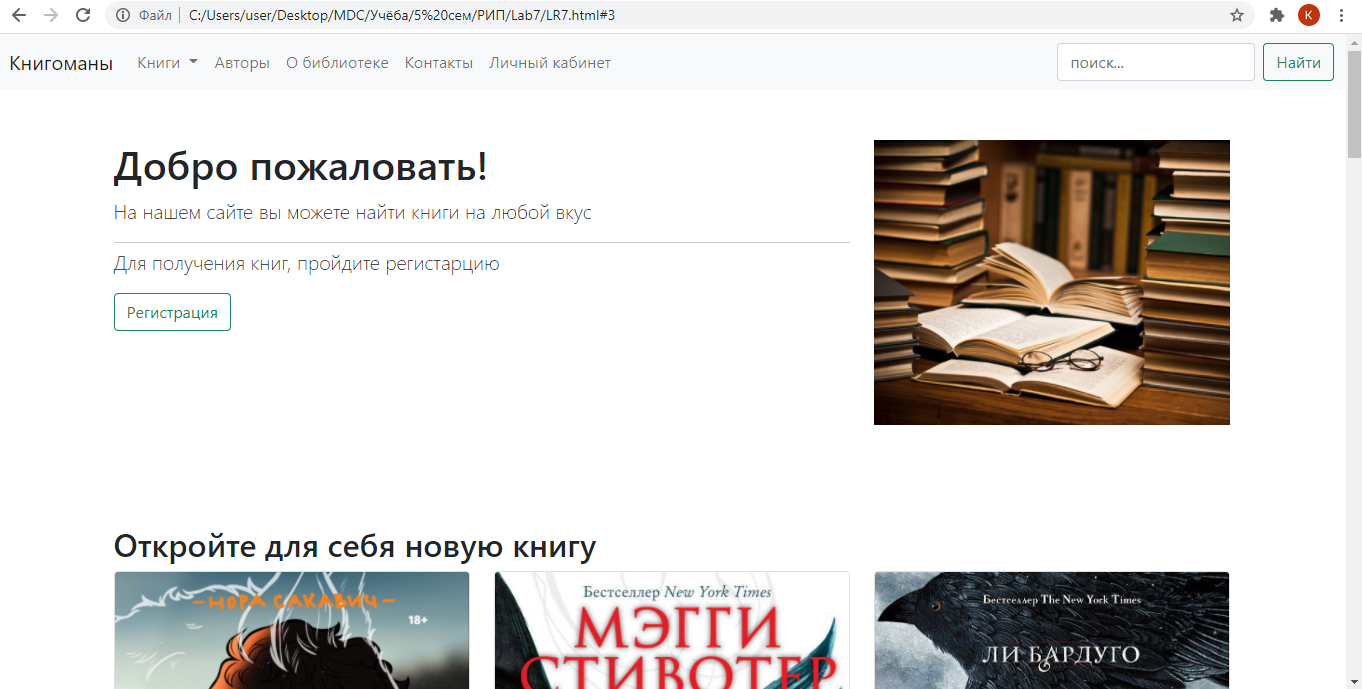 Файл C:/Users/user/Desktop/MDC/Учёба/5%20сем/РИП/Lab7/LR7.html#3 K
Книгоманы Книги Авторы О библиотеке Контакты Личный кабинет поиск... Найти
Добро пожаловать!
На нашем сайте вы можете найти книги на любой вкус
Для получения книг, пройдите регистарцию
Регистрация
Откройте для себя новую книгу
НОРА САКАВИЧ
18+
Бестселлер New York Times
МЭГГИ
СТИВОТЕР
Бестселлер The New York Times
ЛИ БАРДУГО